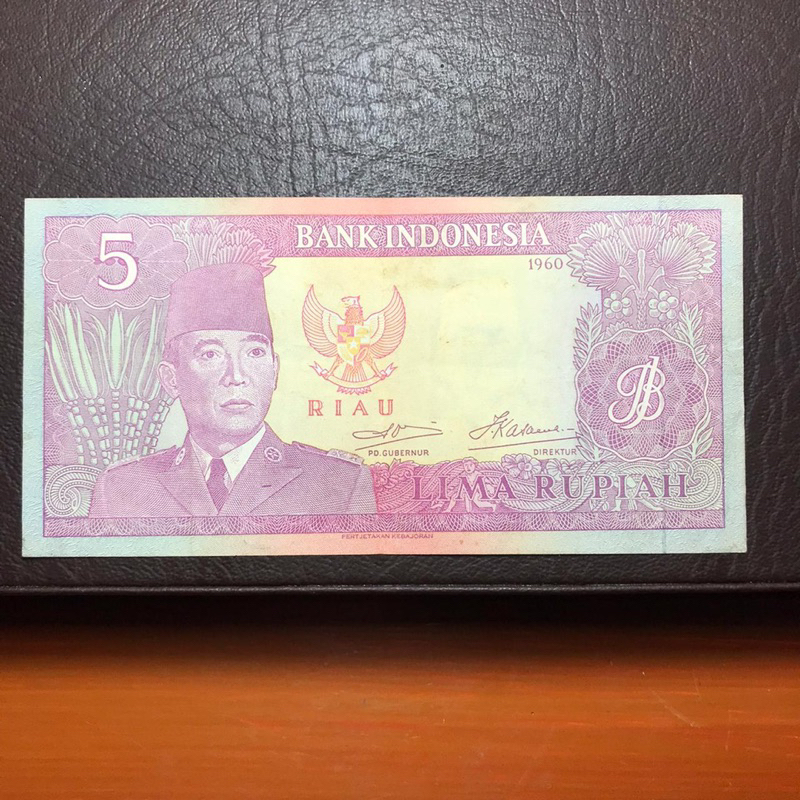 5
BANK INDONESIA
1960
RIAU
PD. GUBERNUR
DIREKTUR
LIMA RUPIAH
PERTJETAKAN KEBAJORAN